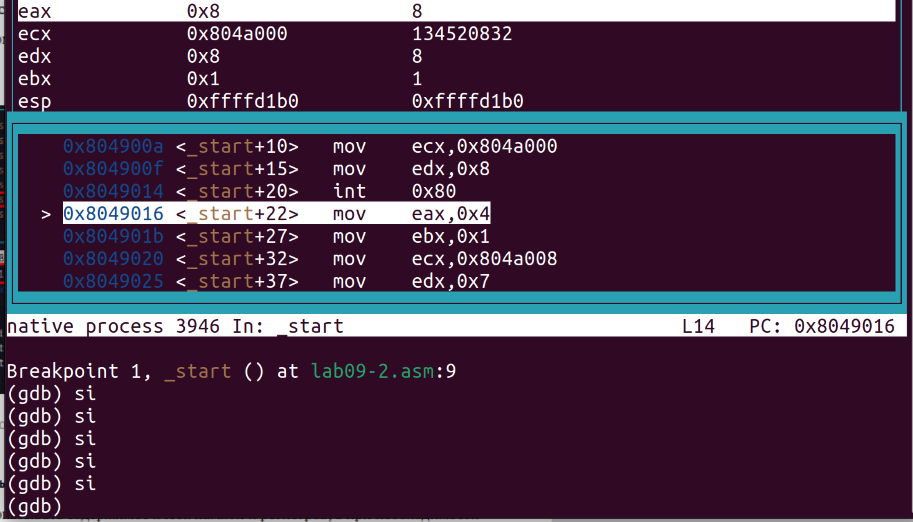 eax 0x8 8
ecx 0x804a000 134520832
edx 0x8 8
ebx 0x1 1
esp 0xffffd1b0 0xffffd1b0
0x804900a <_start+10> mov ecx,0x804a000
0x804900f <_start+15> mov edx,0x8
0x8049014 <_start+20> int 0x80
> 0x8049016 <_start+22> mov eax,0x4
0x804901b <_start+27> mov ebx,0x1
0x8049020 <_start+32> mov ecx,0x804a008
0x8049025 <_start+37> mov edx,0x7
native process 3946 In: _start L14 PC: 0x8049016
Breakpoint 1, _start () at lab09-2.asm:9
(gdb) si
(gdb) si
(gdb) si
(gdb) si
(gdb) si
(gdb)